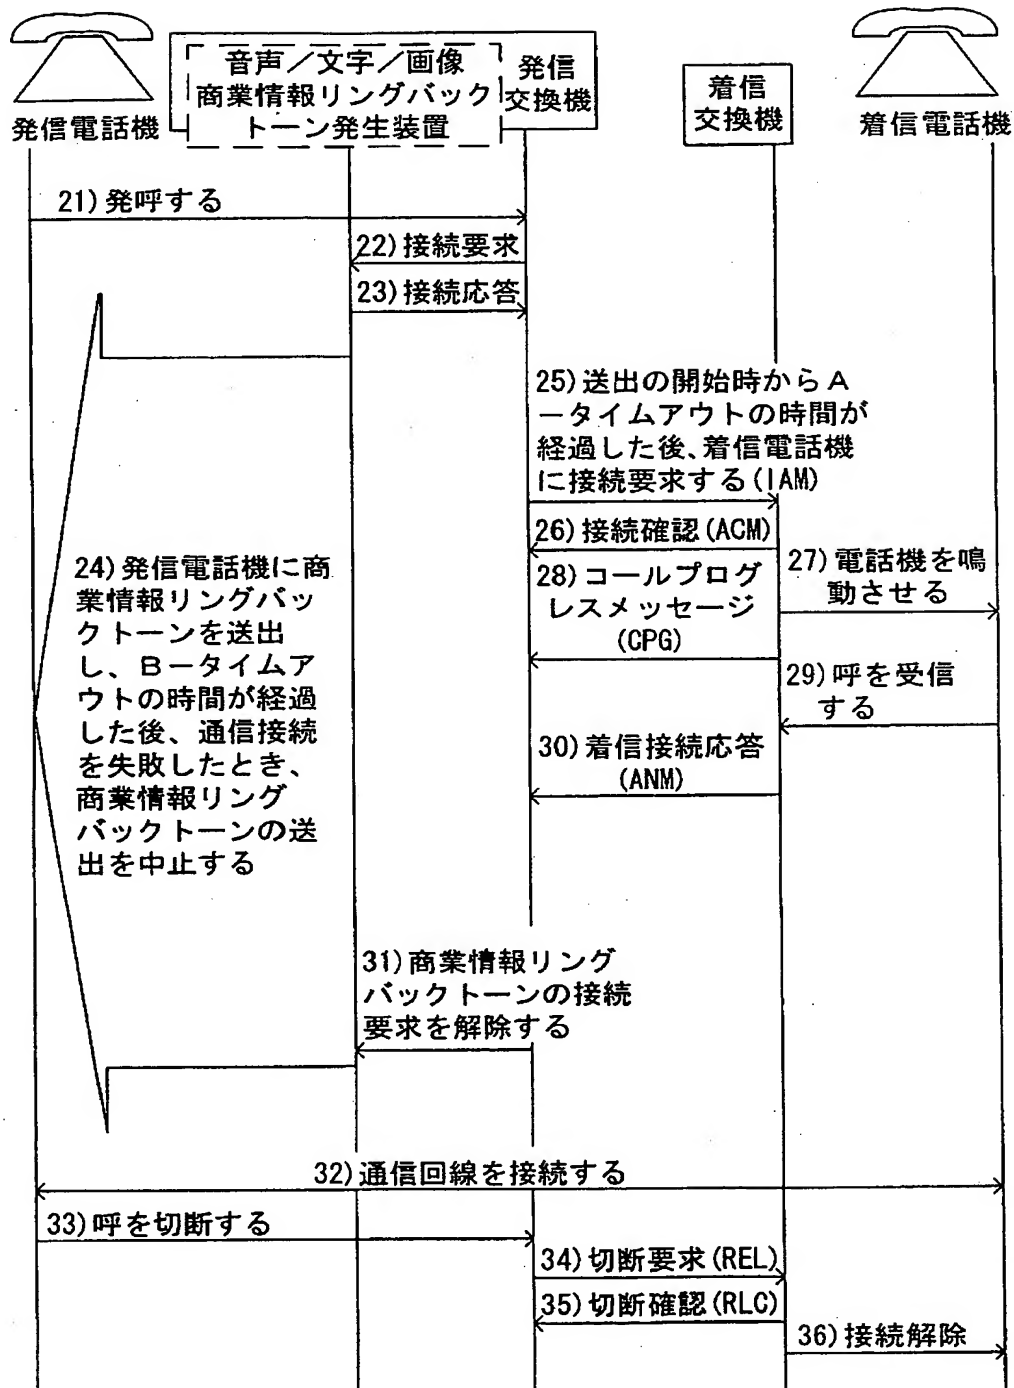 発信電話機
音声/文字/画像
商業情報リングバック
トーン発生装置
発信
交換機
着信
交換機
着信電話機
21)発呼する
22)接続要求
23)接続応答
24)発信電話機に商
業情報リングバッ
クトーンを送出
し、B-タイムア
ウトの時間が経過
した後、通信接続
を失敗したとき、
商業情報リング
バックトーンの送
出を中止する
25)送出の開始時からA
-タイムアウトの時間が
経過した後、着信電話機
に接続要求する(IAM)
26)接続確認(ACM)
27)電話機を鳴
動させる
28)コールプログ
レスメッセージ
(CPG)
29)呼を受信
する
30)着信接続応答
(ANM)
31)商業情報リング
バックトーンの接続
要求を解除する
32)通信回線を接続する
33)呼を切断する
34)切断要求(REL)
35)切断確認(RLC)
36)接続解除